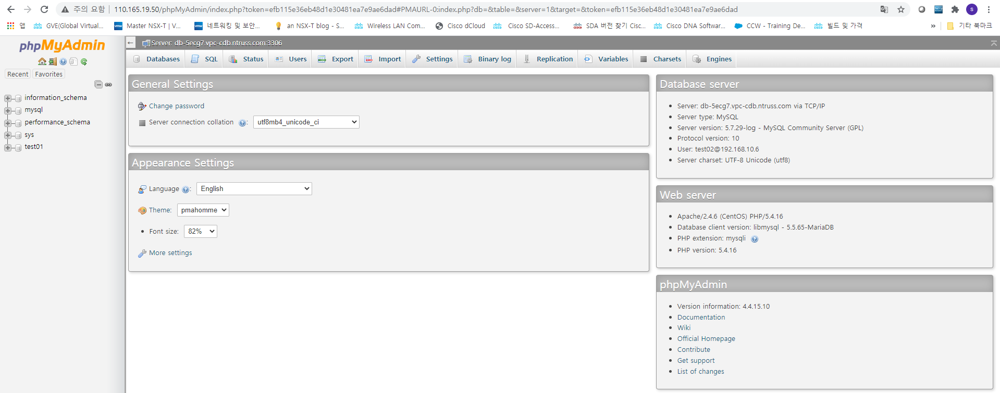 주의 요함 110.165.19.50/phpMyAdmin/index.php?token=efb115e36eb48d1e30481ea7e9ae6dad#PMAURL-0:index.php?db=&table=&server=1&target=&token=efb115e36eb48d1e30481ea7e9ae6dad
S
앱 GVE(Global Virtual... Master NSX-T | V... 네트워킹 및 보안... an NSX-T blog - S... Wireless LAN Com... Cisco dCloud Cisco SD-Access... SDA 버전 찾기 Cisc... Cisco DNA Softwar... CCW - Training De... 빌드 및 가격 » 기타 북마크
phpMyAdmin
Recent Favorites
information_schema
mysql
performance_schema
sys
test01
Server: db-5ecg7.vpc-cdb.ntruss.com:3306
Databases SQL Status Users Export Import Settings Binary log Replication Variables Charsets Engines
General Settings
Change password
Server connection collation : utf8mb4_unicode_ci
Appearance Settings
Language : English
Theme: pmahomme
Font size: 82%
More settings
Database server
Server: db-5ecg7.vpc-cdb.ntruss.com via TCP/IP
Server type: MySQL
Server version: 5.7.29-log - MySQL Community Server (GPL)
Protocol version: 10
User: test02@192.168.10.6
Server charset: UTF-8 Unicode (utf8)
Web server
Apache/2.4.6 (CentOS) PHP/5.4.16
Database client version: libmysql - 5.5.65-MariaDB
PHP extension: mysqli
PHP version: 5.4.16
phpMyAdmin
Version information: 4.4.15.10
Documentation
Wiki
Official Homepage
Contribute
Get support
List of changes